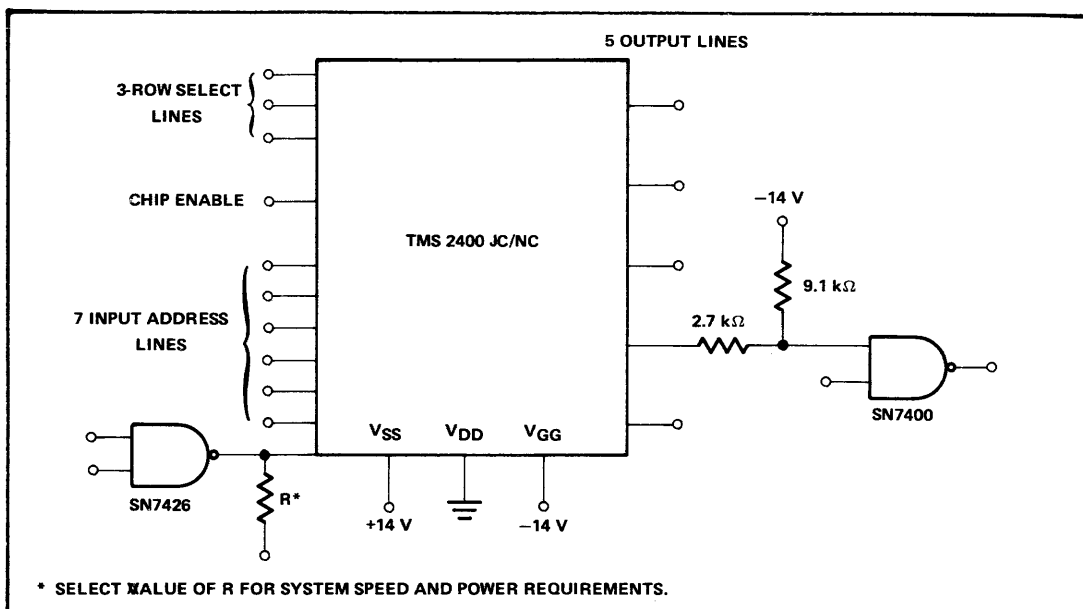 5 OUTPUT LINES
3-ROW SELECT
LINES
CHIP ENABLE
TMS 2400 JC/NC
−14 V
9.1 kΩ
2.7 kΩ
7 INPUT ADDRESS
LINES
SN7400
VSS VDD VGG
SN7426
R*
+14 V
−14 V
* SELECT VALUE OF R FOR SYSTEM SPEED AND POWER REQUIREMENTS.